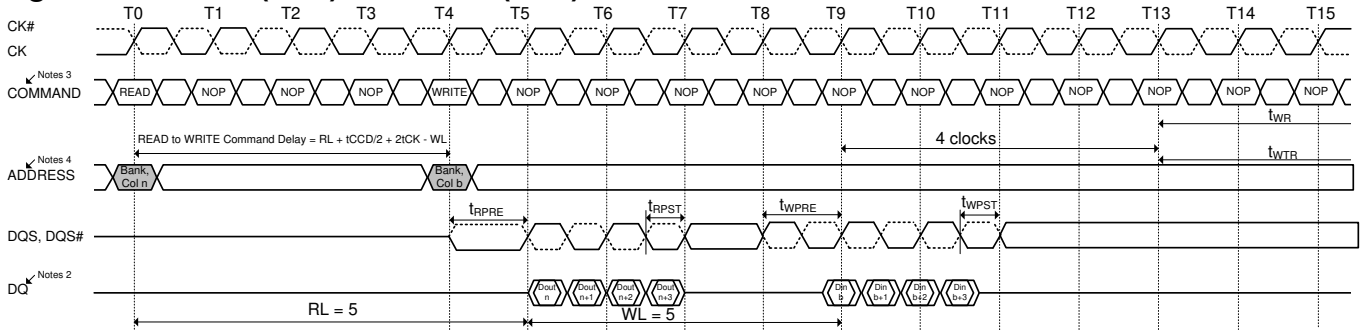 T0 T1 T2 T3 T4 T5 T6 T7 T8 T9 T10 T11 T12 T13 T14 T15
CK#
CK
Notes 3
COMMAND READ NOP NOP NOP WRITE NOP NOP NOP NOP NOP NOP NOP NOP NOP NOP NOP
tWR
READ to WRITE Command Delay = RL + tCCD/2 + 2tCK - WL
4 clocks
Notes 4
tWTR
ADDRESS Bank, Col n Bank, Col b
tRPRE tRPST tWPRE tWPST
DQS, DQS#
Notes 2
DQ Dout n Dout n+1 Dout n+2 Dout n+3 Din b Din b+1 Din b+2 Din b+3
RL = 5 WL = 5